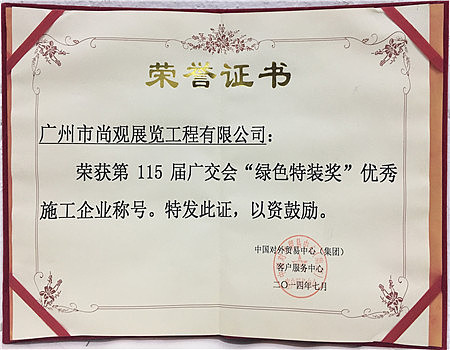 荣誉证书
广州市尚观展览工程有限公司：
荣获第 115 届广交会“绿色特装奖”优秀
施工企业称号。特发此证，以资鼓励。
中国对外贸易中心（集团）
客户服务中心
二〇一四年七月